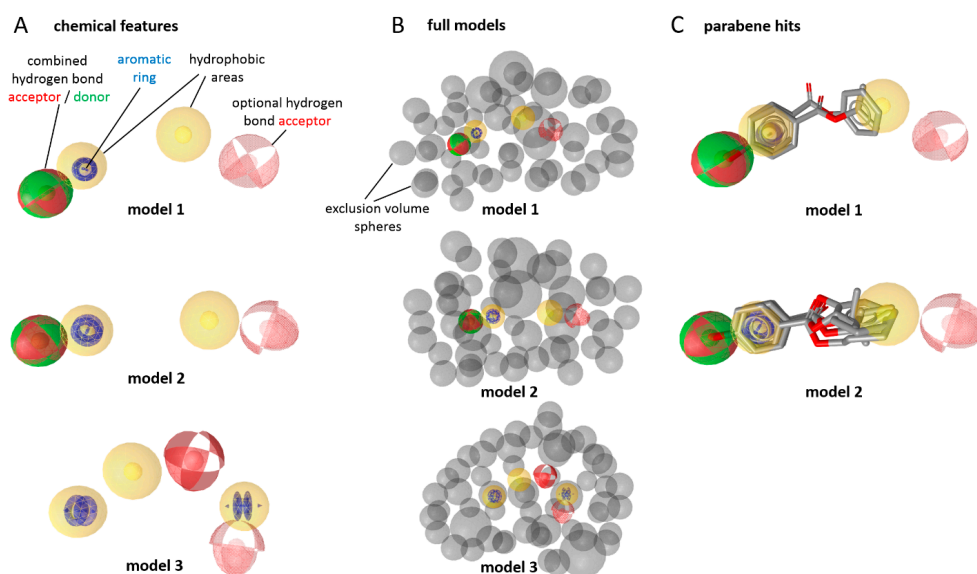 A
chemical features
combined
hydrogen bond
acceptor / donor
aromatic
ring
hydrophobic
areas
optional hydrogen
bond acceptor
model 1
model 2
model 3
B
full models
exclusion volume
spheres
model 1
model 2
model 3
C
parabene hits
model 1
model 2